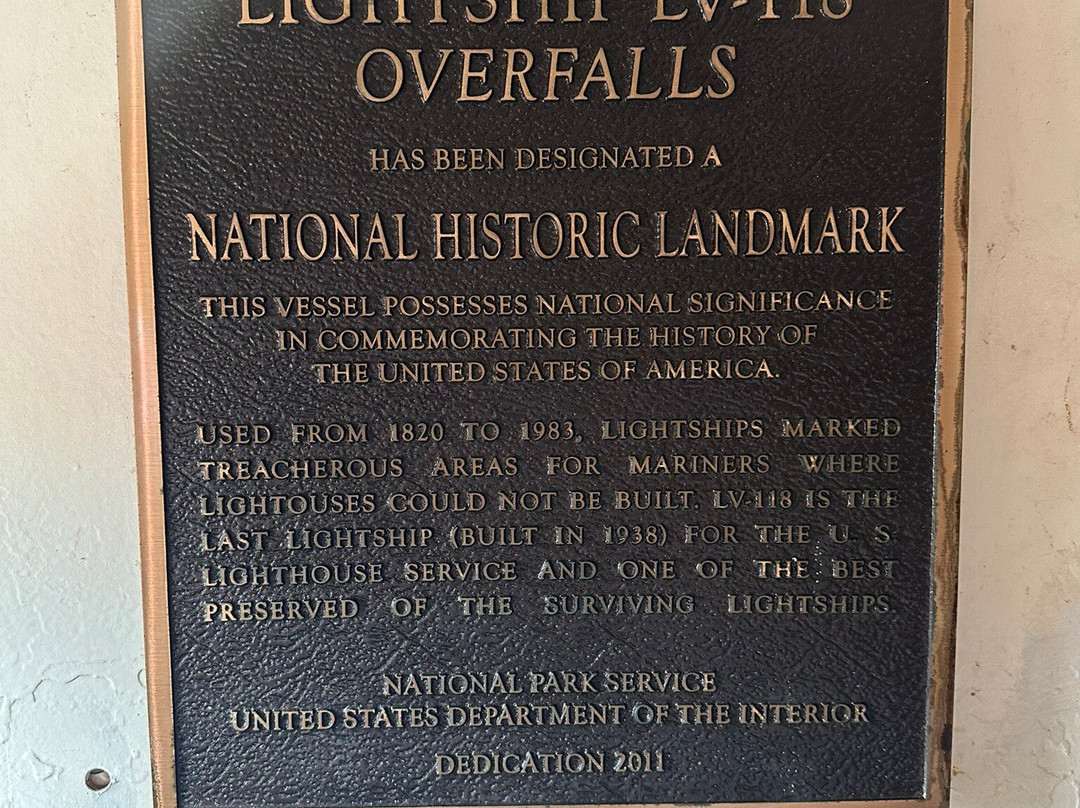 LIGHTSHIP LV-118
OVERFALLS
HAS BEEN DESIGNATED A
NATIONAL HISTORIC LANDMARK
THIS VESSEL POSSESSES NATIONAL SIGNIFICANCE
IN COMMEMORATING THE HISTORY OF
THE UNITED STATES OF AMERICA.
USED FROM 1820 TO 1983, LIGHTSHIPS MARKED
TREACHEROUS AREAS FOR MARINERS WHERE
LIGHTOUSES COULD NOT BE BUILT. LV-118 IS THE
LAST LIGHTSHIP (BUILT IN 1938) FOR THE U. S
LIGHTHOUSE SERVICE AND ONE OF THE BEST
PRESERVED OF THE SURVIVING LIGHTSHIPS
NATIONAL PARK SERVICE
UNITED STATES DEPARTMENT OF THE INTERIOR
DEDICATION 2011